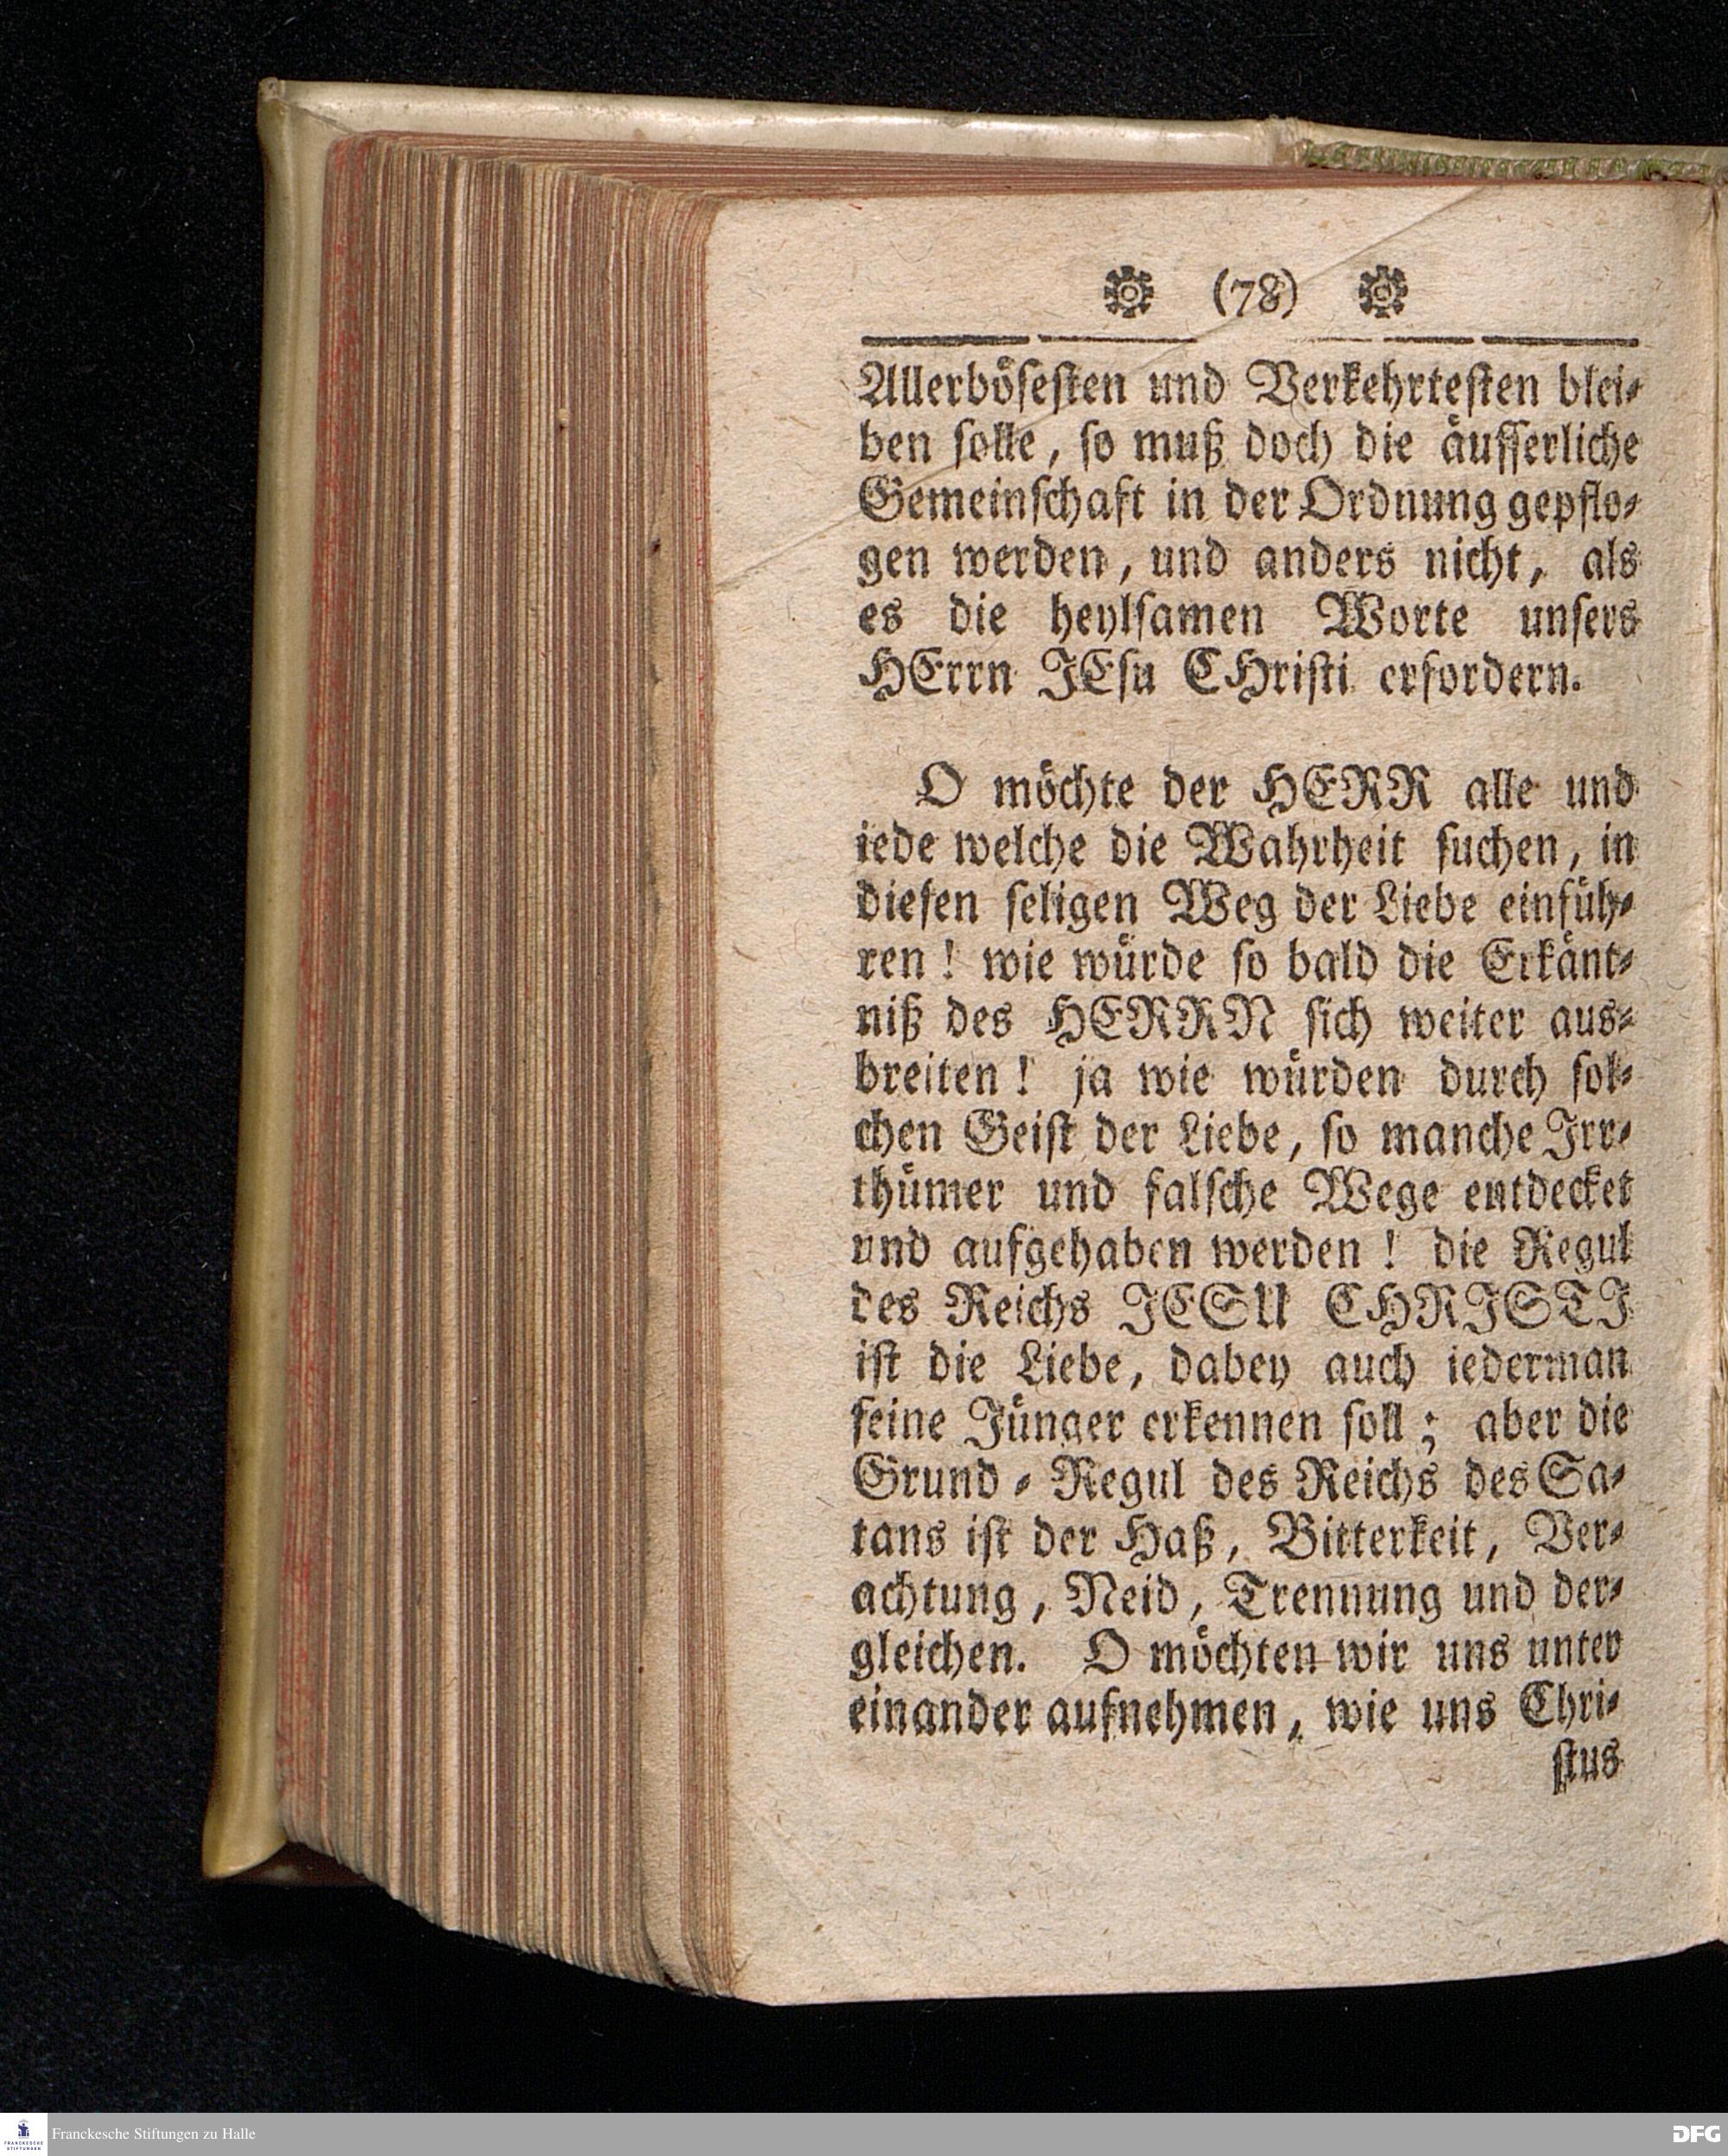 (78)
Allerbösesten und Verkehrtesten blei-
ben solle, so muß doch die äusserliche
Gemeinschaft in der Ordnung gepflo-
gen werden, und anders nicht, als
es die heylsamen Worte unsers
HErrn JEsu CHristi erfordern.
O möchte der HERR alle und
iede welche die Wahrheit suchen, in
diesen seligen Weg der Liebe einfüh-
ren! wie würde so bald die Erkänt-
niß des HERRN sich weiter aus-
breiten! ja wie würden durch sol-
chen Geist der Liebe, so manche Irr-
thümer und falsche Wege entdecket
und aufgehaben werden! die Regul
des Reichs JESU CHRISTI
ist die Liebe, dabey auch iederman
seine Jünger erkennen soll; aber die
Grund-Regul des Reichs des Sa-
tans ist der Haß, Bitterkeit, Ver-
achtung, Neid, Trennung und der-
gleichen. O möchten wir uns unter
einander aufnehmen, wie uns Chri-
stus
Franckesche Stiftungen zu Halle
FRANCKESCHE
STIFTUNGEN
DFG